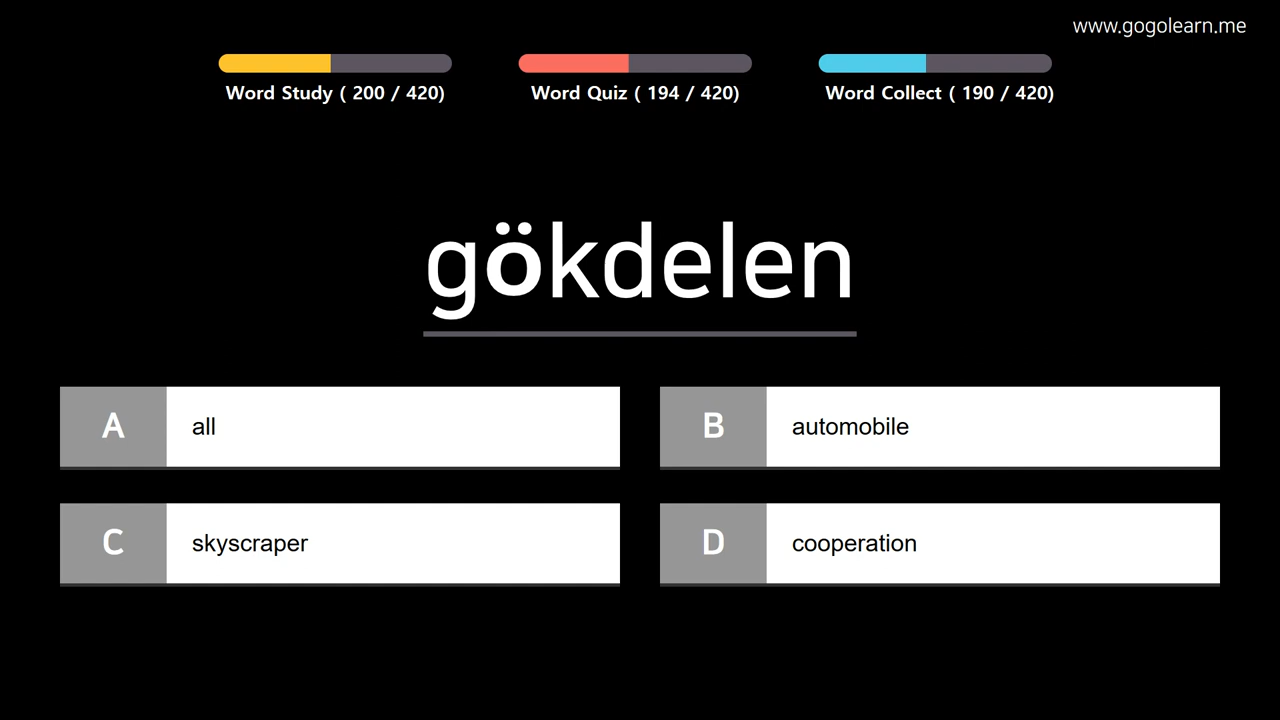 www.gogolearn.me
Word Study ( 200 / 420)
Word Quiz ( 194 / 420)
Word Collect ( 190 / 420)
gökdelen
A all
B automobile
C skyscraper
D cooperation